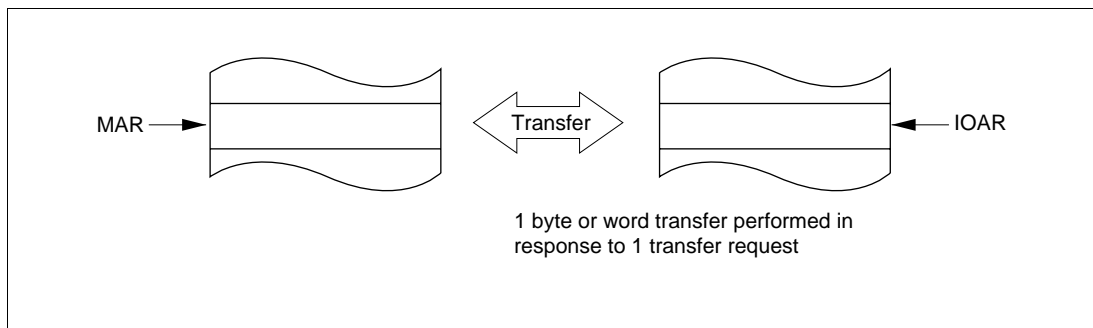 MAR
Transfer
IOAR
1 byte or word transfer performed in
response to 1 transfer request